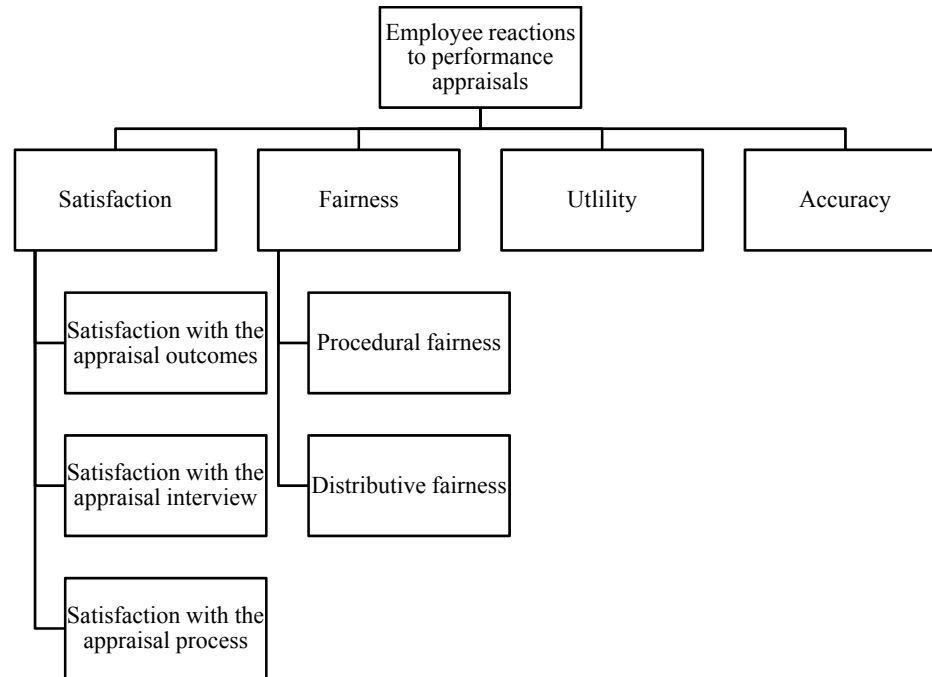 Employee reactions
to performance
appraisals
Satisfaction
Fairness
Utlility
Accuracy
Satisfaction with the
appraisal outcomes
Procedural fairness
Satisfaction with the
appraisal interview
Distributive fairness
Satisfaction with the
appraisal process